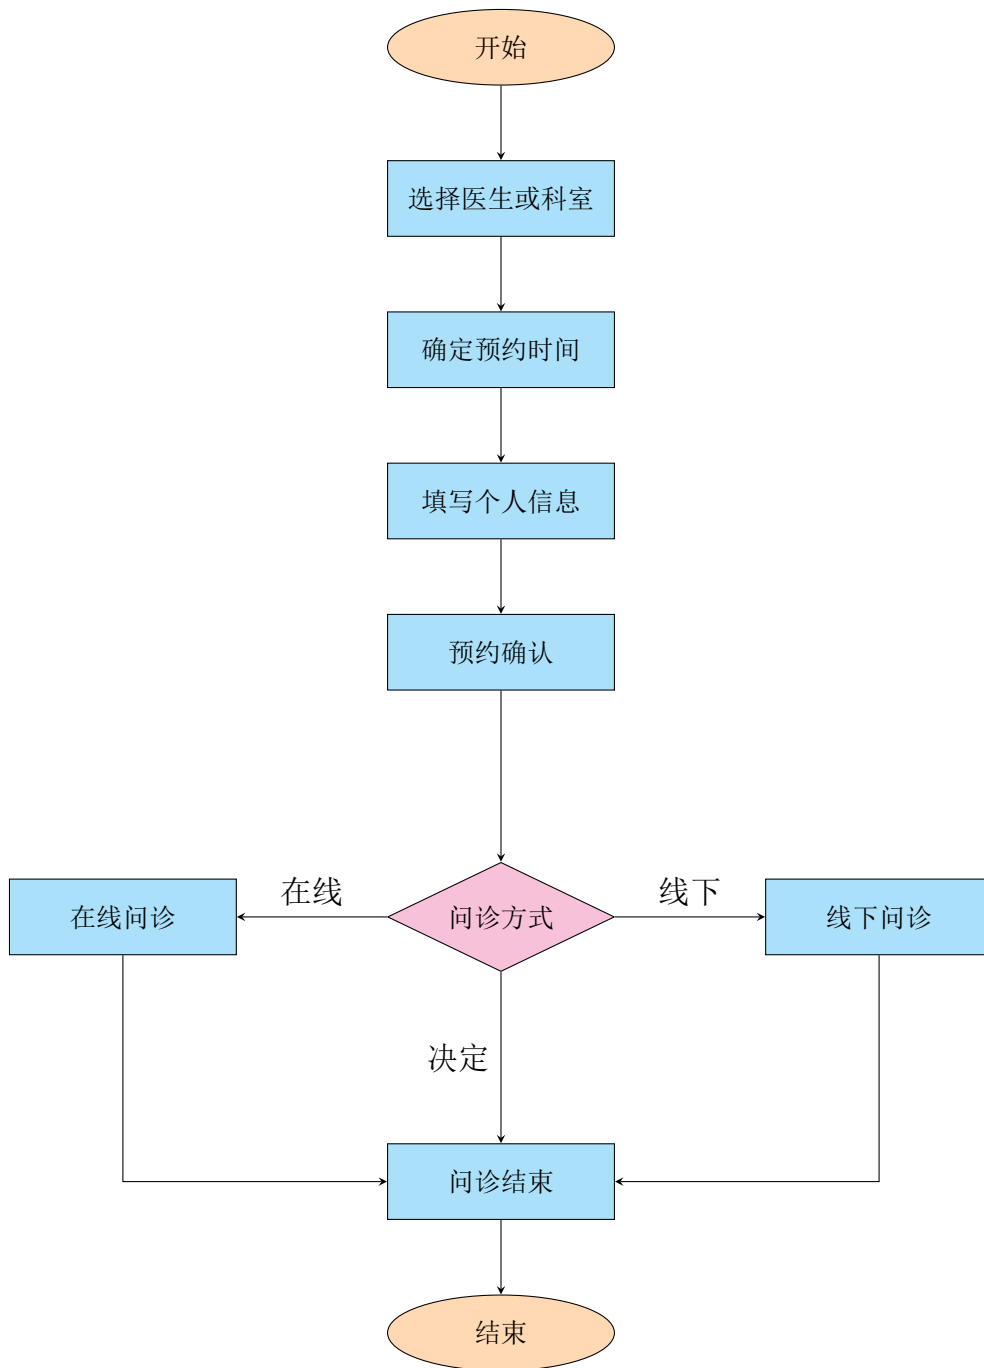 开始
选择医生或科室
确定预约时间
填写个人信息
预约确认
在线问诊
在线
问诊方式
线下
线下问诊
决定
问诊结束
结束